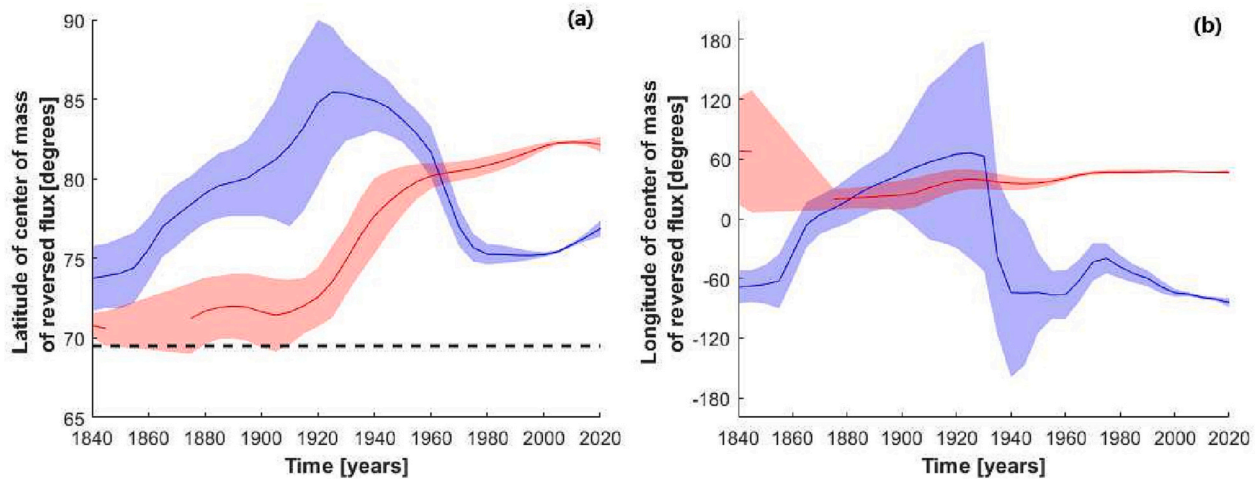 (a)
Latitude of center of mass
of reversed flux [degrees]
90
85
80
75
70
65
1840 1860 1880 1900 1920 1940 1960 1980 2000 2020
Time [years]
(b)
Longitude of center of mass
of reversed flux [degrees]
180
120
60
0
-60
-120
-180
1840 1860 1880 1900 1920 1940 1960 1980 2000 2020
Time [years]